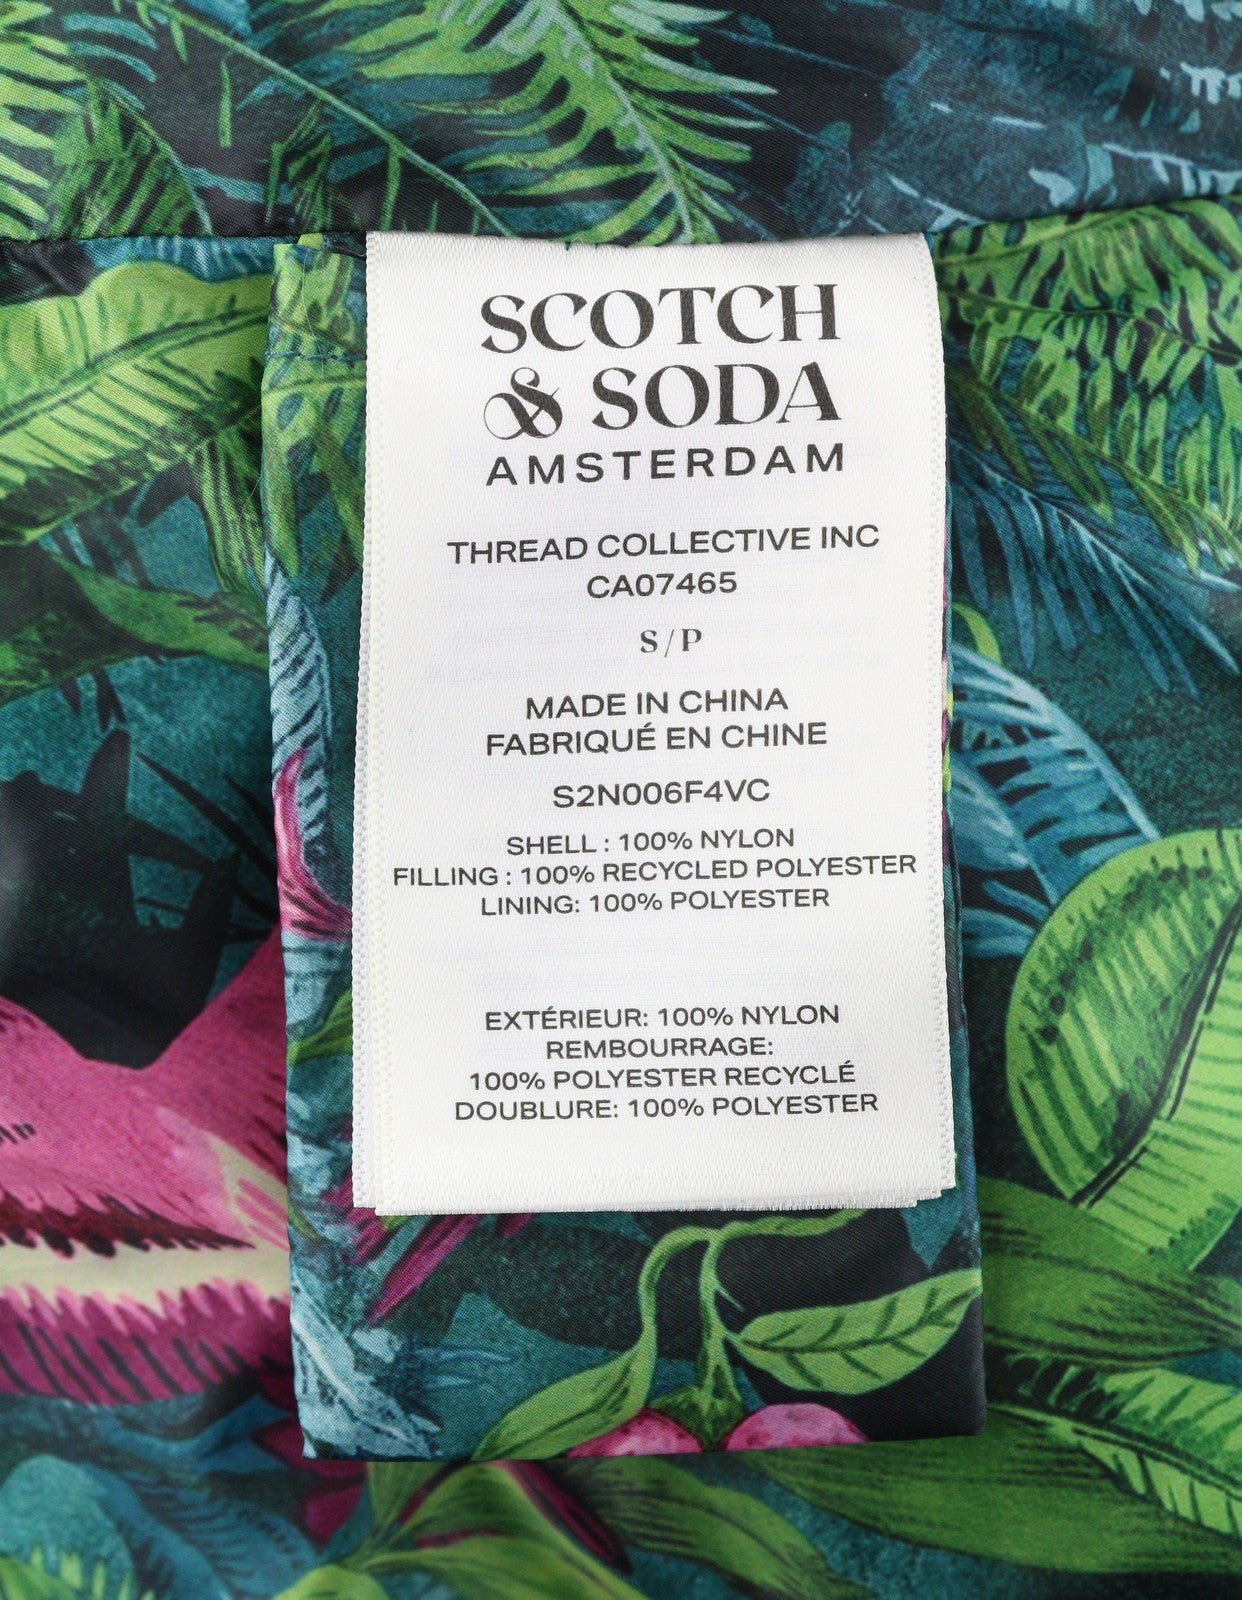 SCOTCH
& SODA
AMSTERDAM
THREAD COLLECTIVE INC
CA07465
S/P
MADE IN CHINA
FABRIQUÉ EN CHINE
S2N006F4VC
SHELL : 100% NYLON
FILLING : 100% RECYCLED POLYESTER
LINING: 100% POLYESTER
EXTÉRIEUR: 100% NYLON
REMBOURRAGE:
100% POLYESTER RECYCLÉ
DOUBLURE: 100% POLYESTER